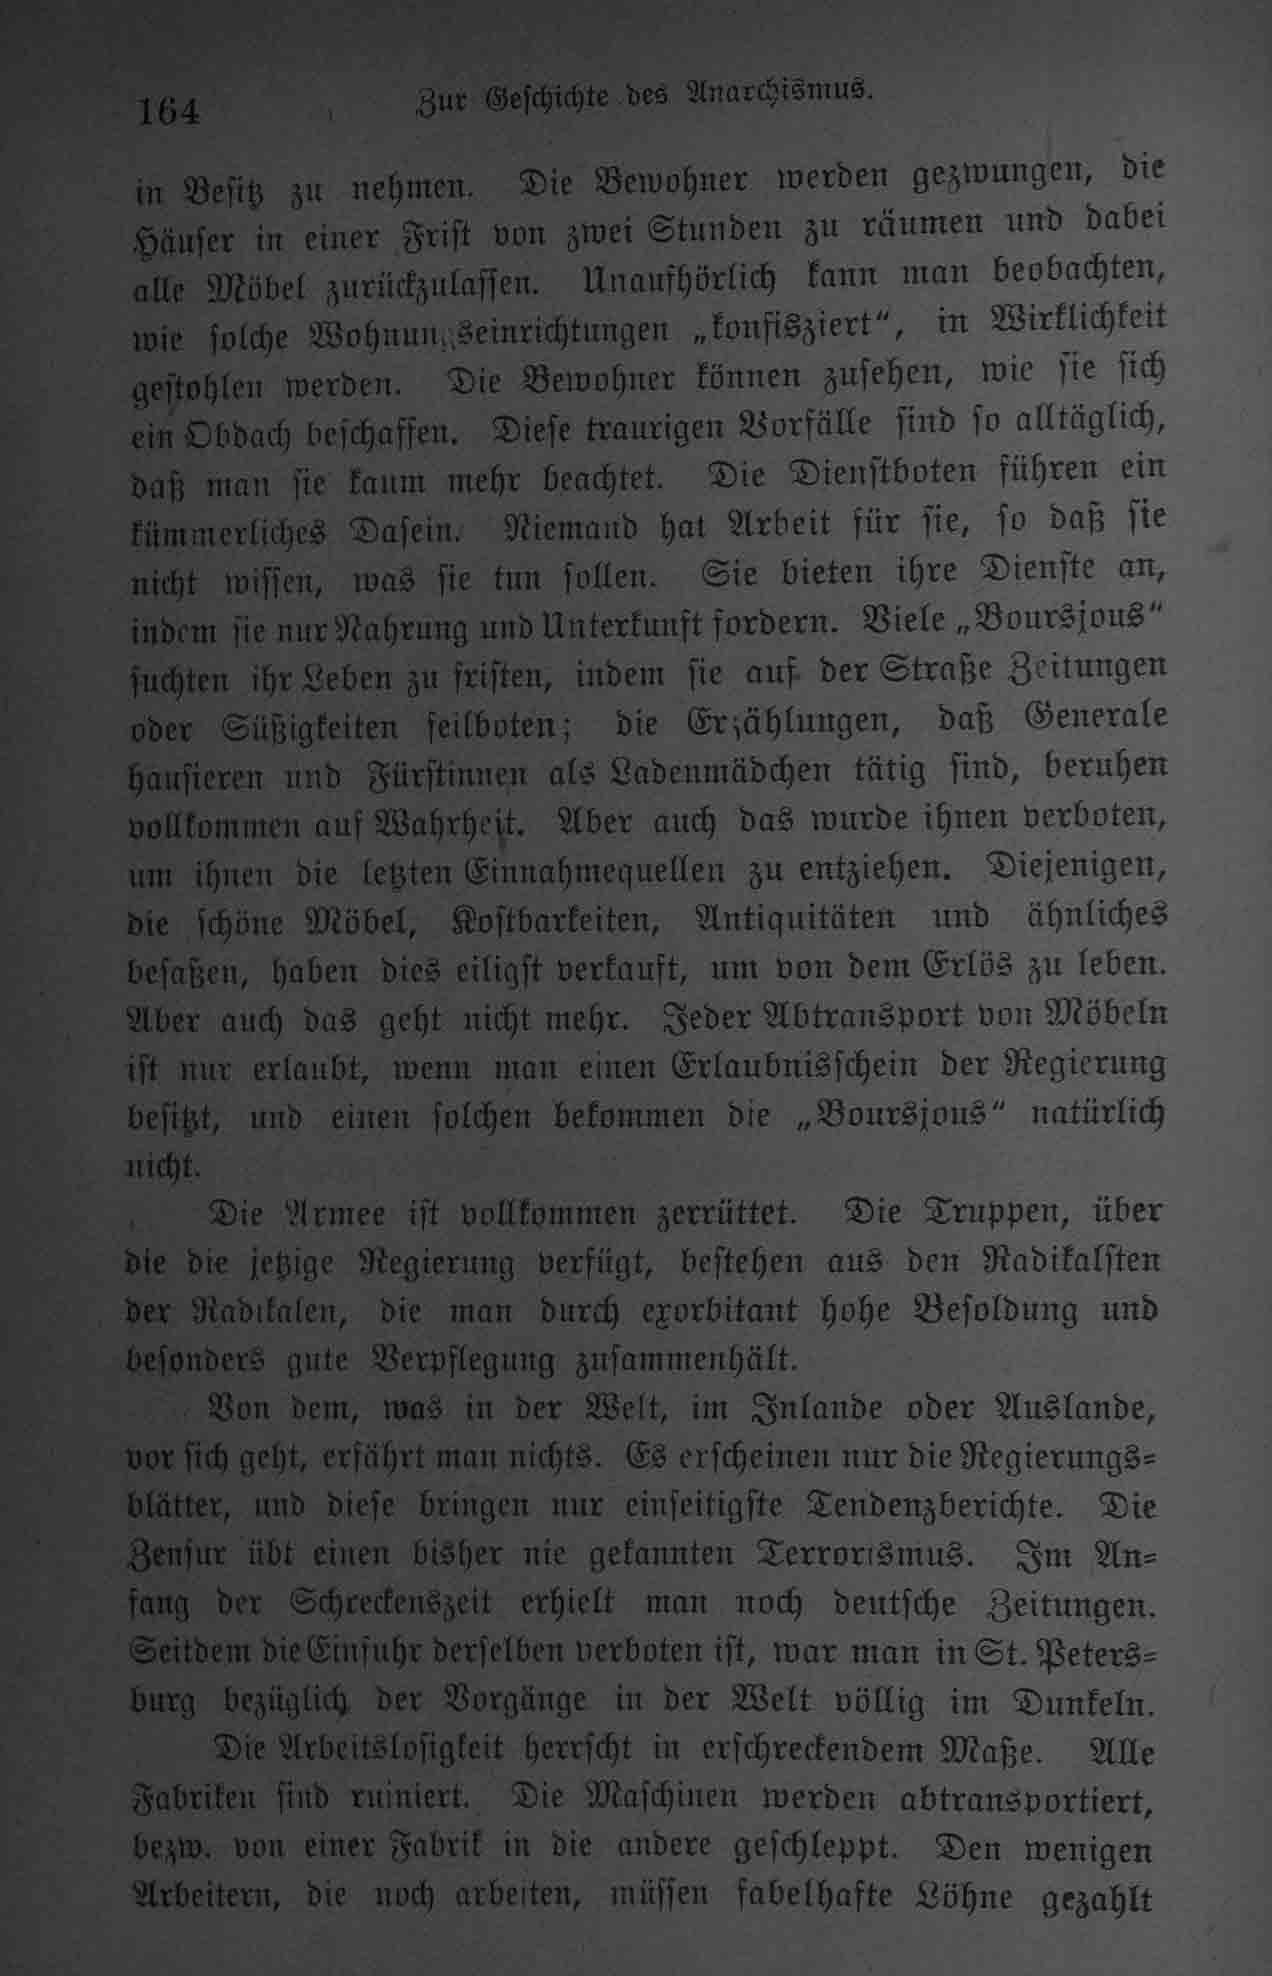 164 Zur Geschichte des Anarchismus.
in Besitz zu nehmen. Die Bewohner werden gezwungen, die
Häuser in einer Frist von zwei Stunden zu räumen und dabei
alle Möbel zurückzulassen. Unaufhörlich kann man beobachten,
wie solche Wohnungseinrichtungen „konfisziert“, in Wirklichkeit
gestohlen werden. Die Bewohner können zusehen, wie sie sich
ein Obdach beschaffen. Diese traurigen Vorfälle sind so alltäglich,
daß man sie kaum mehr beachtet. Die Dienstboten führen ein
kümmerliches Dasein. Niemand hat Arbeit für sie, so daß sie
nicht wissen, was sie tun sollen. Sie bieten ihre Dienste an,
indem sie nur Nahrung und Unterkunft fordern. Viele „Boursjous“
suchten ihr Leben zu fristen, indem sie auf der Straße Zeitungen
oder Süßigkeiten feilboten; die Erzählungen, daß Generale
hausieren und Fürstinnen als Ladenmädchen tätig sind, beruhen
vollkommen auf Wahrheit. Aber auch das wurde ihnen verboten,
um ihnen die letzten Einnahmequellen zu entziehen. Diejenigen,
die schöne Möbel, Kostbarkeiten, Antiquitäten und ähnliches
besaßen, haben dies eiligst verkauft, um von dem Erlös zu leben.
Aber auch das geht nicht mehr. Jeder Abtransport von Möbeln
ist nur erlaubt, wenn man einen Erlaubnisschein der Regierung
besitzt, und einen solchen bekommen die „Boursjous“ natürlich
nicht.
Die Armee ist vollkommen zerrüttet. Die Truppen, über
die die jetzige Regierung verfügt, bestehen aus den Radikalsten
der Radikalen, die man durch exorbitant hohe Besoldung und
besonders gute Verpflegung zusammenhält.
Von dem, was in der Welt, im Inlande oder Auslande,
vor sich geht, erfährt man nichts. Es erscheinen nur die Regierungs-
blätter, und diese bringen nur einseitigste Tendenzberichte. Die
Zensur übt einen bisher nie gekannten Terrorismus. Im An-
fang der Schreckenszeit erhielt man noch deutsche Zeitungen.
Seitdem die Einfuhr derselben verboten ist, war man in St. Peters-
burg bezüglich der Vorgänge in der Welt völlig im Dunkeln.
Die Arbeitslosigkeit herrscht in erschreckendem Maße. Alle
Fabriken sind ruiniert. Die Maschinen werden abtransportiert,
bezw. von einer Fabrik in die andere geschleppt. Den wenigen
Arbeitern, die noch arbeiten, müssen fabelhafte Löhne gezahlt